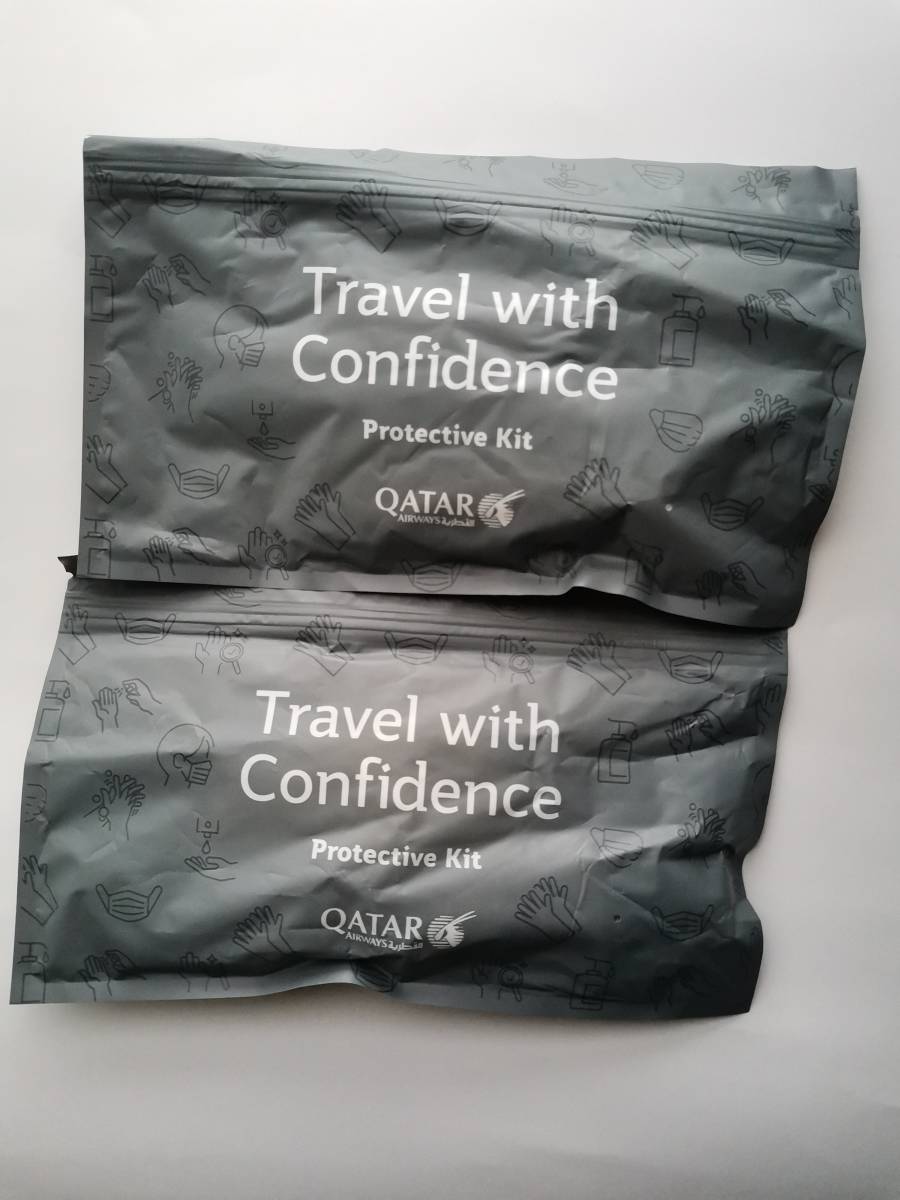 Travel with
Confidence
Protective Kit
QATAR
AIRWAYS القطرية
Travel with
Confidence
Protective Kit
QATAR
AIRWAYS القطرية